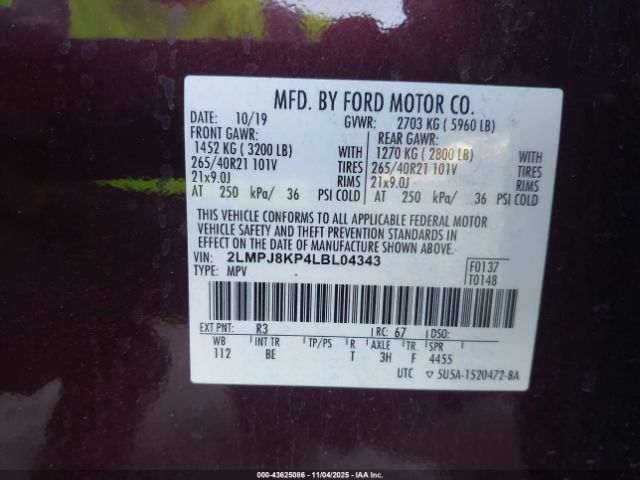 MFD. BY FORD MOTOR CO.
DATE: 10/19 GVWR: 2703 KG ( 5960 LB)
FRONT GAWR: REAR GAWR:
1452 KG ( 3200 LB) WITH 1270 KG ( 2800 LB) WITH
265/40R21 101V TIRES 265/40R21 101V TIRES
21x9.0J RIMS 21x9.0J RIMS
AT 250 kPa/ 36 PSI COLD AT 250 kPa/ 36 PSI COLD
THIS VEHICLE CONFORMS TO ALL APPLICABLE FEDERAL MOTOR
VEHICLE SAFETY AND THEFT PREVENTION STANDARDS IN
EFFECT ON THE DATE OF MANUFACTURE SHOWN ABOVE.
VIN: 2LMPJ8KP4LBL04343 F0137
TYPE: MPV T0148
EXT PNT: R3 RC: 67 DSO:
WB INT TR TP/PS R AXLE TR SPR
112 BE T 3H F 4455
UTC ▽ 5U5A-1520472-BA
000-43625086 - 11/04/2025 - IAAI.com